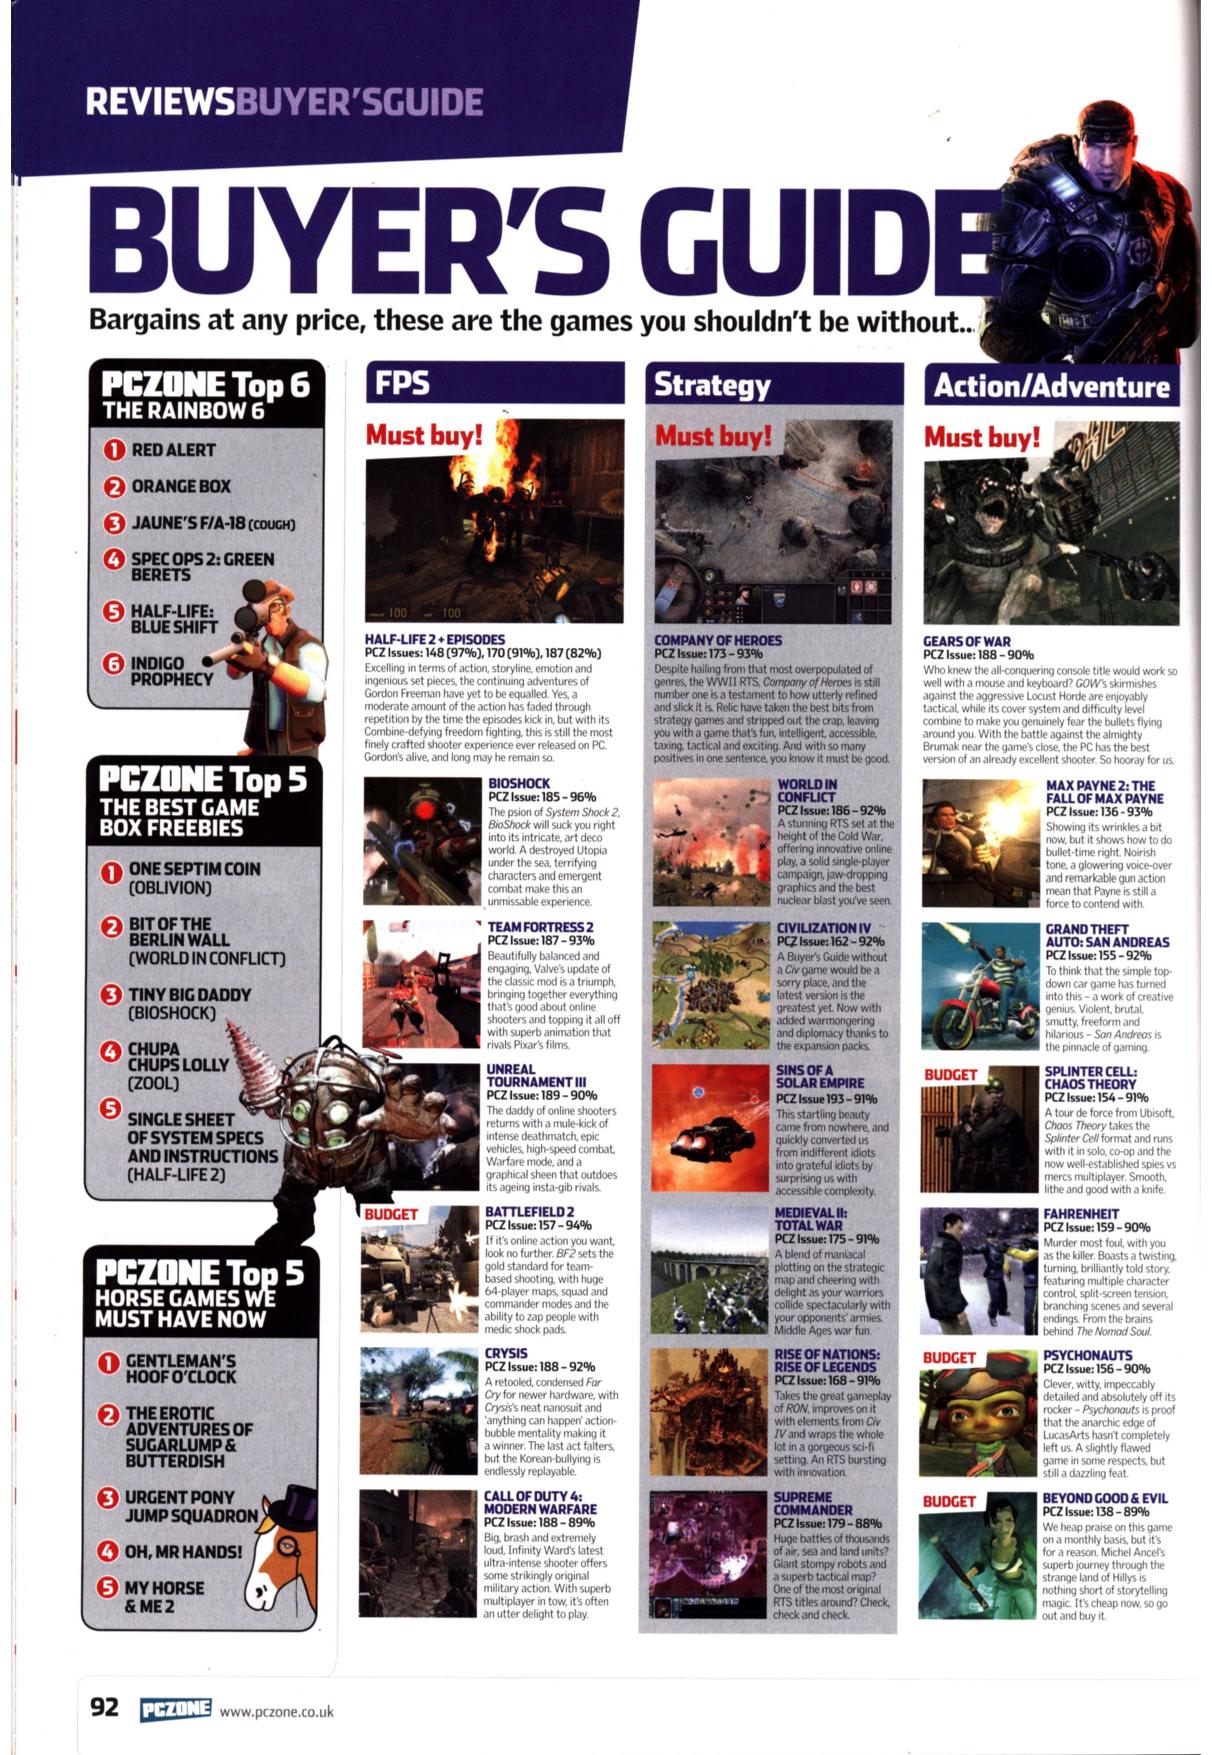 REVIEWSBUYER'SGUIDE
BUYER'S GUIDE
Bargains at any price, these are the games you shouldn't be without...
PCZONE Top 6
THE RAINBOW 6
1 RED ALERT
2 ORANGE BOX
3 JAUNE'S F/A-18 (COUGH)
4 SPEC OPS 2: GREEN
BERETS
5 HALF-LIFE:
BLUE SHIFT
6 INDIGO
PROPHECY
PCZONE Top 5
THE BEST GAME
BOX FREEBIES
1 ONE SEPTIM COIN
(OBLIVION)
2 BIT OF THE
BERLIN WALL
(WORLD IN CONFLICT)
3 TINY BIG DADDY
(BIOSHOCK)
4 CHUPA
CHUPS LOLLY
(ZOOL)
5 SINGLE SHEET
OF SYSTEM SPECS
AND INSTRUCTIONS
(HALF-LIFE 2)
PCZONE Top 5
HORSE GAMES WE
MUST HAVE NOW
1 GENTLEMAN'S
HOOF O'CLOCK
2 THE EROTIC
ADVENTURES OF
SUGARLUMP &
BUTTERDISH
3 URGENT PONY
JUMP SQUADRON
4 OH, MR HANDS!
5 MY HORSE
& ME 2
FPS
Must buy!
100 100
HALF-LIFE 2 + EPISODES
PCZ Issues: 148 (97%), 170 (91%), 187 (82%)
Excelling in terms of action, storyline, emotion and
ingenious set pieces, the continuing adventures of
Gordon Freeman have yet to be equalled. Yes, a
moderate amount of the action has faded through
repetition by the time the episodes kick in, but with its
Combine-defying freedom fighting, this is still the most
finely crafted shooter experience ever released on PC.
Gordon's alive, and long may he remain so.
BIOSHOCK
PCZ Issue: 185 – 96%
The psion of System Shock 2,
BioShock will suck you right
into its intricate, art deco
world. A destroyed Utopia
under the sea, terrifying
characters and emergent
combat make this an
unmissable experience.
TEAM FORTRESS 2
PCZ Issue: 187 – 93%
Beautifully balanced and
engaging, Valve's update of
the classic mod is a triumph,
bringing together everything
that's good about online
shooters and topping it all off
with superb animation that
rivals Pixar's films.
UNREAL
TOURNAMENT III
PCZ Issue: 189 – 90%
The daddy of online shooters
returns with a mule-kick of
intense deathmatch, epic
vehicles, high-speed combat,
Warfare mode, and a
graphical sheen that outdoes
its ageing insta-gib rivals.
BUDGET
BATTLEFIELD 2
PCZ Issue: 157 – 94%
If it's online action you want,
look no further. BF2 sets the
gold standard for team-
based shooting, with huge
64-player maps, squad and
commander modes and the
ability to zap people with
medic shock pads.
CRYSIS
PCZ Issue: 188 – 92%
A retooled, condensed Far
Cry for newer hardware, with
Crysis's neat nanosuit and
'anything can happen' action-
bubble mentality making it
a winner. The last act falters,
but the Korean-bullying is
endlessly replayable.
CALL OF DUTY 4:
MODERN WARFARE
PCZ Issue: 188 – 89%
Big, brash and extremely
loud, Infinity Ward's latest
ultra-intense shooter offers
some strikingly original
military action. With superb
multiplayer in tow, it's often
an utter delight to play.
Strategy
Must buy!
COMPANY OF HEROES
PCZ Issue: 173 – 93%
Despite hailing from that most overpopulated of
genres, the WWII RTS, Company of Heroes is still
number one is a testament to how utterly refined
and slick it is. Relic have taken the best bits from
strategy games and stripped out the crap, leaving
you with a game that's fun, intelligent, accessible,
taxing, tactical and exciting. And with so many
positives in one sentence, you know it must be good.
WORLD IN
CONFLICT
PCZ Issue: 186 – 92%
A stunning RTS set at the
height of the Cold War,
offering innovative online
play, a solid single-player
campaign, jaw-dropping
graphics and the best
nuclear blast you've seen.
CIVILIZATION IV
PCZ Issue: 162 – 92%
A Buyer's Guide without
a Civ game would be a
sorry place, and the
latest version is the
greatest yet. Now with
added warmongering
and diplomacy thanks to
the expansion packs.
SINS OF A
SOLAR EMPIRE
PCZ Issue 193 – 91%
This startling beauty
came from nowhere, and
quickly converted us
from indifferent idiots
into grateful idiots by
surprising us with
accessible complexity.
MEDIEVAL II:
TOTAL WAR
PCZ Issue: 175 – 91%
A blend of maniacal
plotting on the strategic
map and cheering with
delight as your warriors
collide spectacularly with
your opponents' armies.
Middle Ages war fun.
RISE OF NATIONS:
RISE OF LEGENDS
PCZ Issue: 168 – 91%
Takes the great gameplay
of RON, improves on it
with elements from Civ
IV and wraps the whole
lot in a gorgeous sci-fi
setting. An RTS bursting
with innovation.
SUPREME
COMMANDER
PCZ Issue: 179 – 88%
Huge battles of thousands
of air, sea and land units?
Giant stompy robots and
a superb tactical map?
One of the most original
RTS titles around? Check,
check and check.
Action/Adventure
Must buy!
GEARS OF WAR
PCZ Issue: 188 – 90%
Who knew the all-conquering console title would work so
well with a mouse and keyboard? GOW's skirmishes
against the aggressive Locust Horde are enjoyably
tactical, while its cover system and difficulty level
combine to make you genuinely fear the bullets flying
around you. With the battle against the almighty
Brumak near the game's close, the PC has the best
version of an already excellent shooter. So hooray for us.
MAX PAYNE 2: THE
FALL OF MAX PAYNE
PCZ Issue: 136 - 93%
Showing its wrinkles a bit
now, but it shows how to do
bullet-time right. Noirish
tone, a glowering voice-over
and remarkable gun action
mean that Payne is still a
force to contend with.
GRAND THEFT
AUTO: SAN ANDREAS
PCZ Issue: 155 – 92%
To think that the simple top-
down car game has turned
into this – a work of creative
genius. Violent, brutal,
smutty, freeform and
hilarious – San Andreas is
the pinnacle of gaming.
BUDGET
SPLINTER CELL:
CHAOS THEORY
PCZ Issue: 154 – 91%
A tour de force from Ubisoft,
Chaos Theory takes the
Splinter Cell format and runs
with it in solo, co-op and the
now well-established spies vs
mercs multiplayer. Smooth,
lithe and good with a knife.
FAHRENHEIT
PCZ Issue: 159 – 90%
Murder most foul, with you
as the killer. Boasts a twisting,
turning, brilliantly told story,
featuring multiple character
control, split-screen tension,
branching scenes and several
endings. From the brains
behind The Nomad Soul.
BUDGET
PSYCHONAUTS
PCZ Issue: 156 – 90%
Clever, witty, impeccably
detailed and absolutely off its
rocker – Psychonauts is proof
that the anarchic edge of
LucasArts hasn't completely
left us. A slightly flawed
game in some respects, but
still a dazzling feat.
BUDGET
BEYOND GOOD & EVIL
PCZ Issue: 138 – 89%
We heap praise on this game
on a monthly basis, but it's
for a reason. Michel Ancel's
superb journey through the
strange land of Hillys is
nothing short of storytelling
magic. It's cheap now, so go
out and buy it.
92 PCZONE www.pczone.co.uk